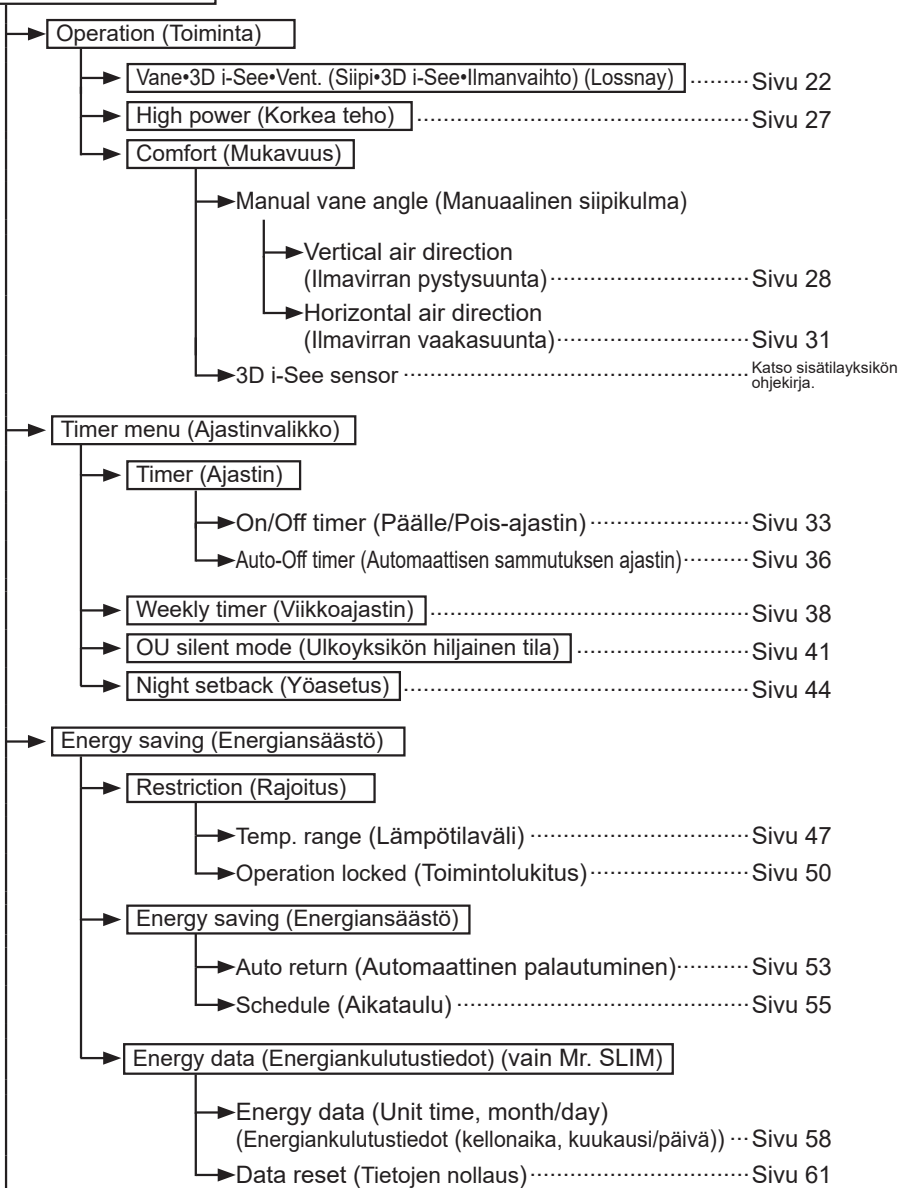 Operation (Toiminta)
Vane•3D i-See•Vent. (Siipi•3D i-See•Ilmanvaihto) (Lossnay) ········· Sivu 22
High power (Korkea teho) ··············································· Sivu 27
Comfort (Mukavuus)
Manual vane angle (Manuaalinen siipikulma)
Vertical air direction
(Ilmavirran pystysuunta) ···························· Sivu 28
Horizontal air direction
(Ilmavirran vaakasuunta) ··························· Sivu 31
3D i-See sensor ················································· Katso sisätilayksikön
ohjekirja.
Timer menu (Ajastinvalikko)
Timer (Ajastin)
On/Off timer (Päälle/Pois-ajastin) ······················ Sivu 33
Auto-Off timer (Automaattisen sammutuksen ajastin) ········· Sivu 36
Weekly timer (Viikkoajastin) ············································· Sivu 38
OU silent mode (Ulkoyksikön hiljainen tila) ························ Sivu 41
Night setback (Yöasetus) ················································· Sivu 44
Energy saving (Energiansäästö)
Restriction (Rajoitus)
Temp. range (Lämpötilaväli) ······························· Sivu 47
Operation locked (Toimintolukitus) ······················· Sivu 50
Energy saving (Energiansäästö)
Auto return (Automaattinen palautuminen) ·········· Sivu 53
Schedule (Aikataulu) ········································· Sivu 55
Energy data (Energiankulutustiedot) (vain Mr. SLIM)
Energy data (Unit time, month/day)
(Energiankulutustiedot (kellonaika, kuukausi/päivä)) ··· Sivu 58
Data reset (Tietojen nollaus) ······························· Sivu 61